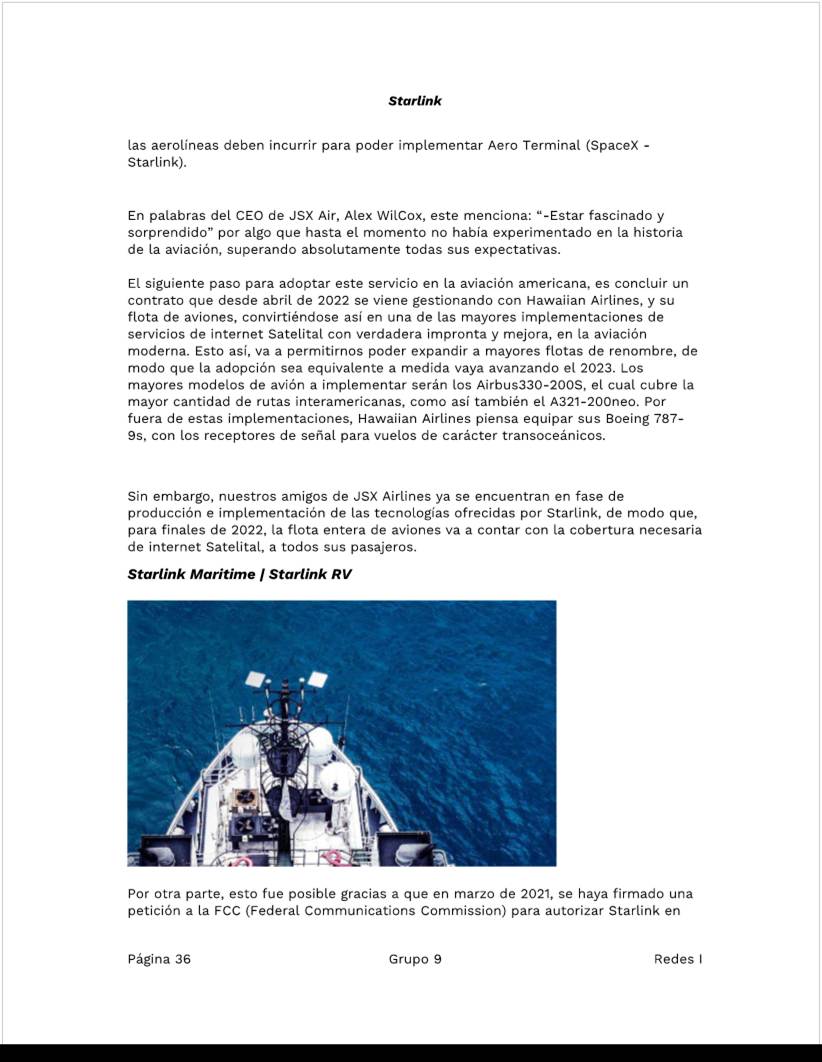 Starlink
las aerolíneas deben incurrir para poder implementar Aero Terminal (SpaceX -
Starlink).
En palabras del CEO de JSX Air, Alex WilCox, este menciona: “-Estar fascinado y
sorprendido” por algo que hasta el momento no había experimentado en la historia
de la aviación, superando absolutamente todas sus expectativas.
El siguiente paso para adoptar este servicio en la aviación americana, es concluir un
contrato que desde abril de 2022 se viene gestionando con Hawaiian Airlines, y su
flota de aviones, convirtiéndose así en una de las mayores implementaciones de
servicios de internet Satelital con verdadera impronta y mejora, en la aviación
moderna. Esto así, va a permitirnos poder expandir a mayores flotas de renombre, de
modo que la adopción sea equivalente a medida vaya avanzando el 2023. Los
mayores modelos de avión a implementar serán los Airbus330-200S, el cual cubre la
mayor cantidad de rutas interamericanas, como así también el A321-200neo. Por
fuera de estas implementaciones, Hawaiian Airlines piensa equipar sus Boeing 787-
9s, con los receptores de señal para vuelos de carácter transoceánicos.
Sin embargo, nuestros amigos de JSX Airlines ya se encuentran en fase de
producción e implementación de las tecnologías ofrecidas por Starlink, de modo que,
para finales de 2022, la flota entera de aviones va a contar con la cobertura necesaria
de internet Satelital, a todos sus pasajeros.
Starlink Maritime | Starlink RV
Por otra parte, esto fue posible gracias a que en marzo de 2021, se haya firmado una
petición a la FCC (Federal Communications Commission) para autorizar Starlink en
Página 36
Grupo 9
Redes I